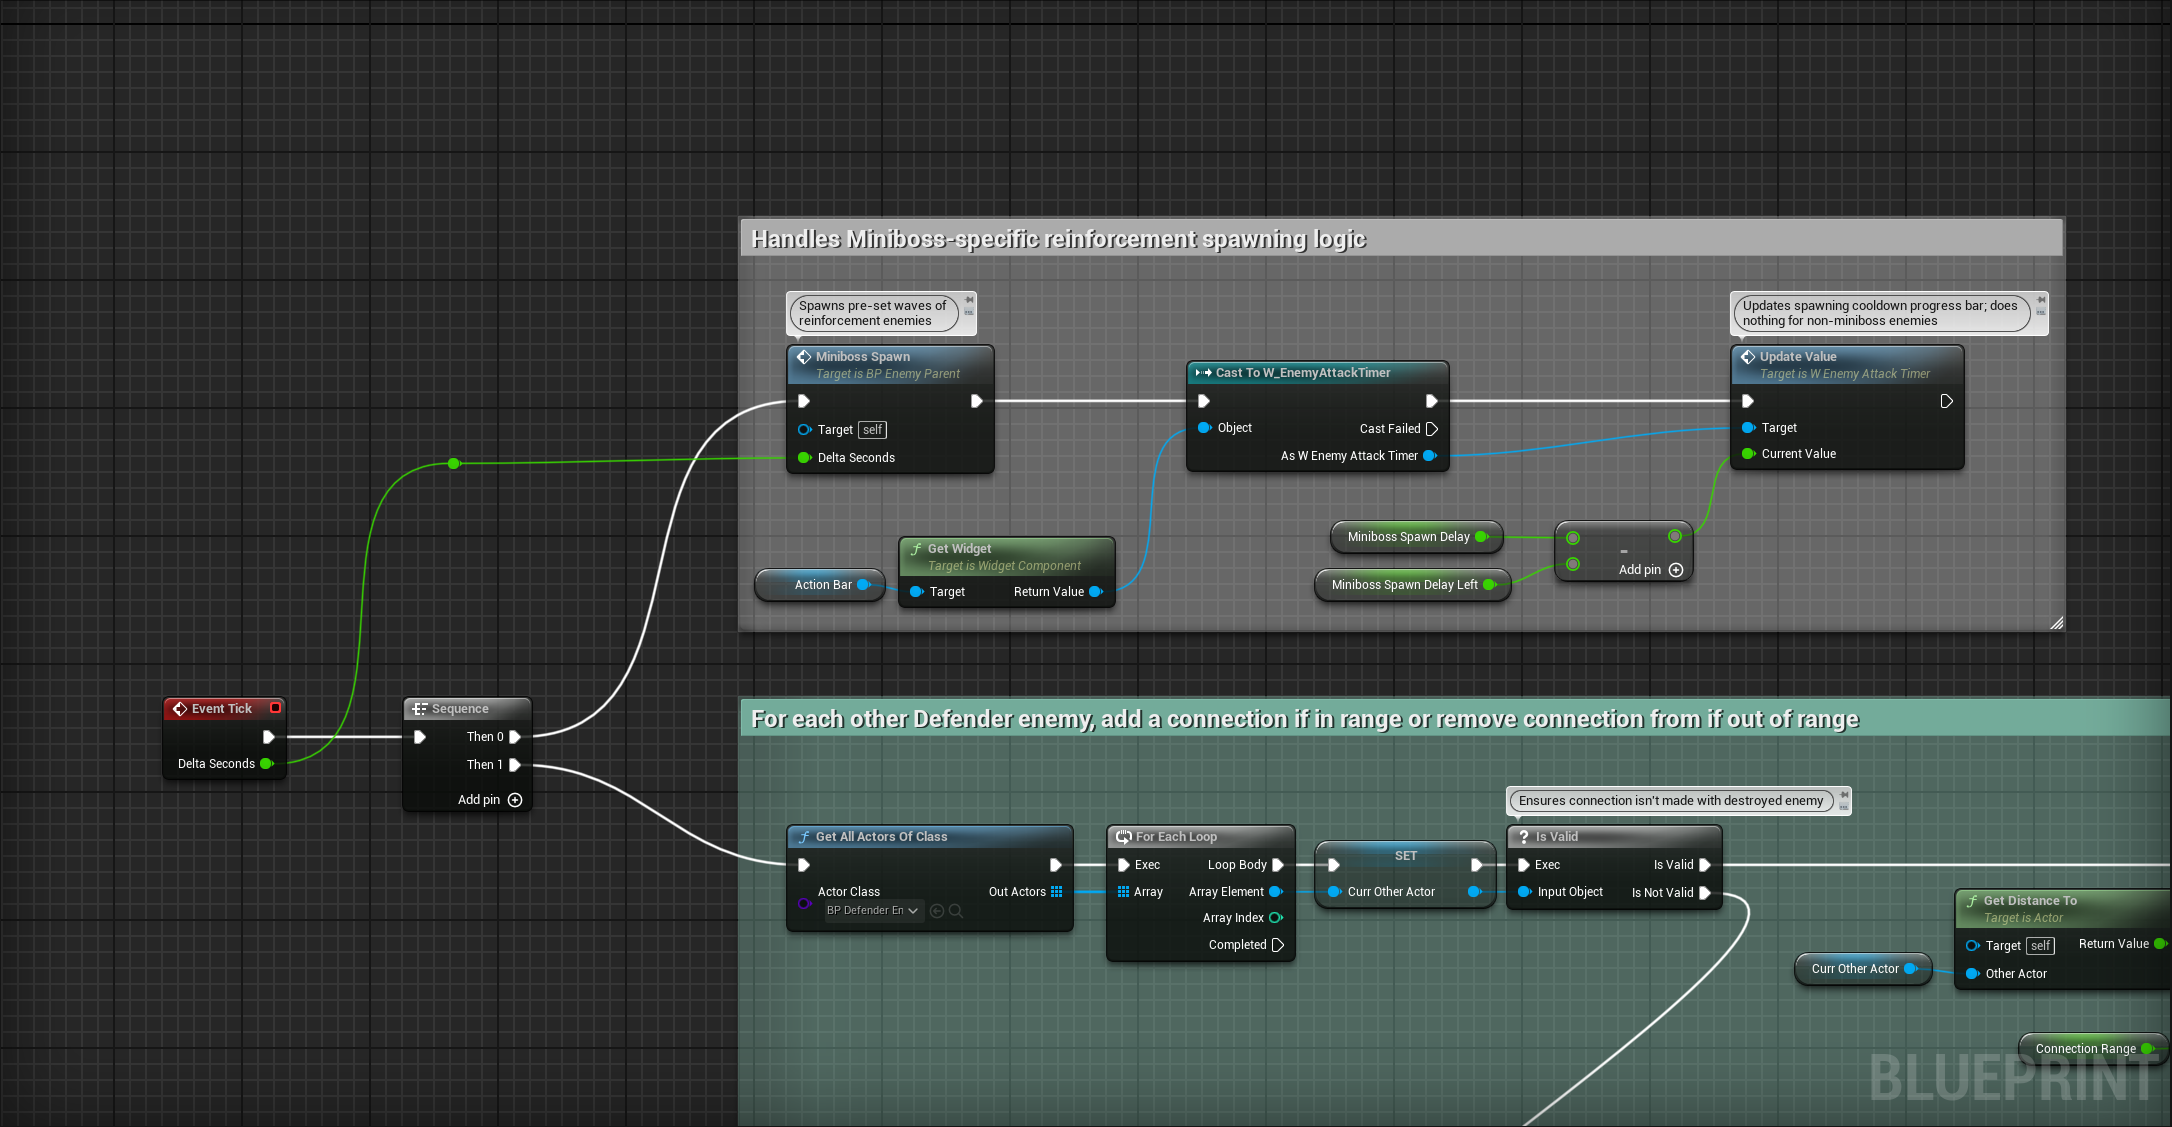 Handles Miniboss-specific reinforcement spawning logic
Spawns pre-set waves of
reinforcement enemies
Updates spawning cooldown progress bar; does
nothing for non-miniboss enemies
Miniboss Spawn
Target is BP Enemy Parent
Target self
Delta Seconds
Cast To W_EnemyAttackTimer
Object
Cast Failed
As W Enemy Attack Timer
Update Value
Target is W Enemy Attack Timer
Target
Current Value
Miniboss Spawn Delay
Miniboss Spawn Delay Left
-
Add pin
Action Bar
Get Widget
Target is Widget Component
Target
Return Value
Event Tick
Delta Seconds
Sequence
Then 0
Then 1
Add pin
For each other Defender enemy, add a connection if in range or remove connection from if out of range
Ensures connection isn't made with destroyed enemy
Get All Actors Of Class
Actor Class
BP Defender En
Out Actors
For Each Loop
Exec
Loop Body
Array
Array Element
Array Index
Completed
SET
Curr Other Actor
Is Valid
Exec
Is Valid
Input Object
Is Not Valid
Curr Other Actor
Get Distance To
Target is Actor
Target self
Return Value
Other Actor
Connection Range
BLUEPRINT